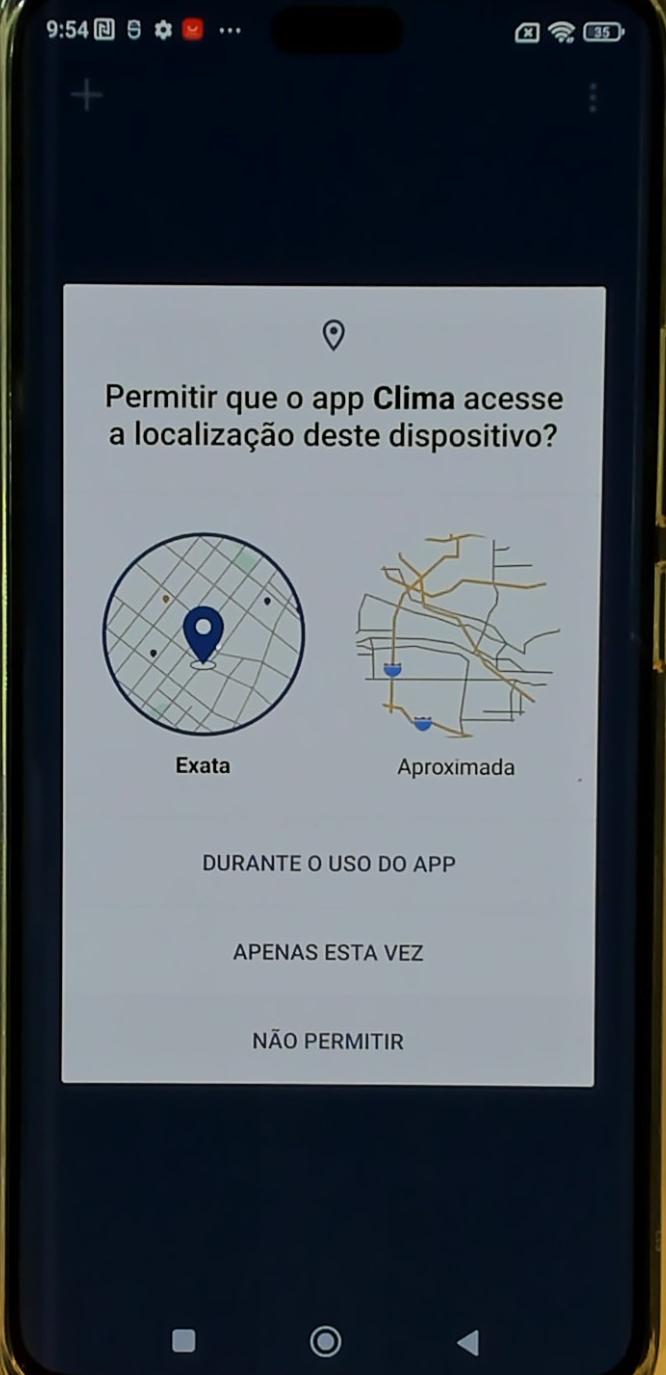 9:54
35
Permitir que o app Clima acesse
a localização deste dispositivo?
Exata
Aproximada
DURANTE O USO DO APP
APENAS ESTA VEZ
NÃO PERMITIR